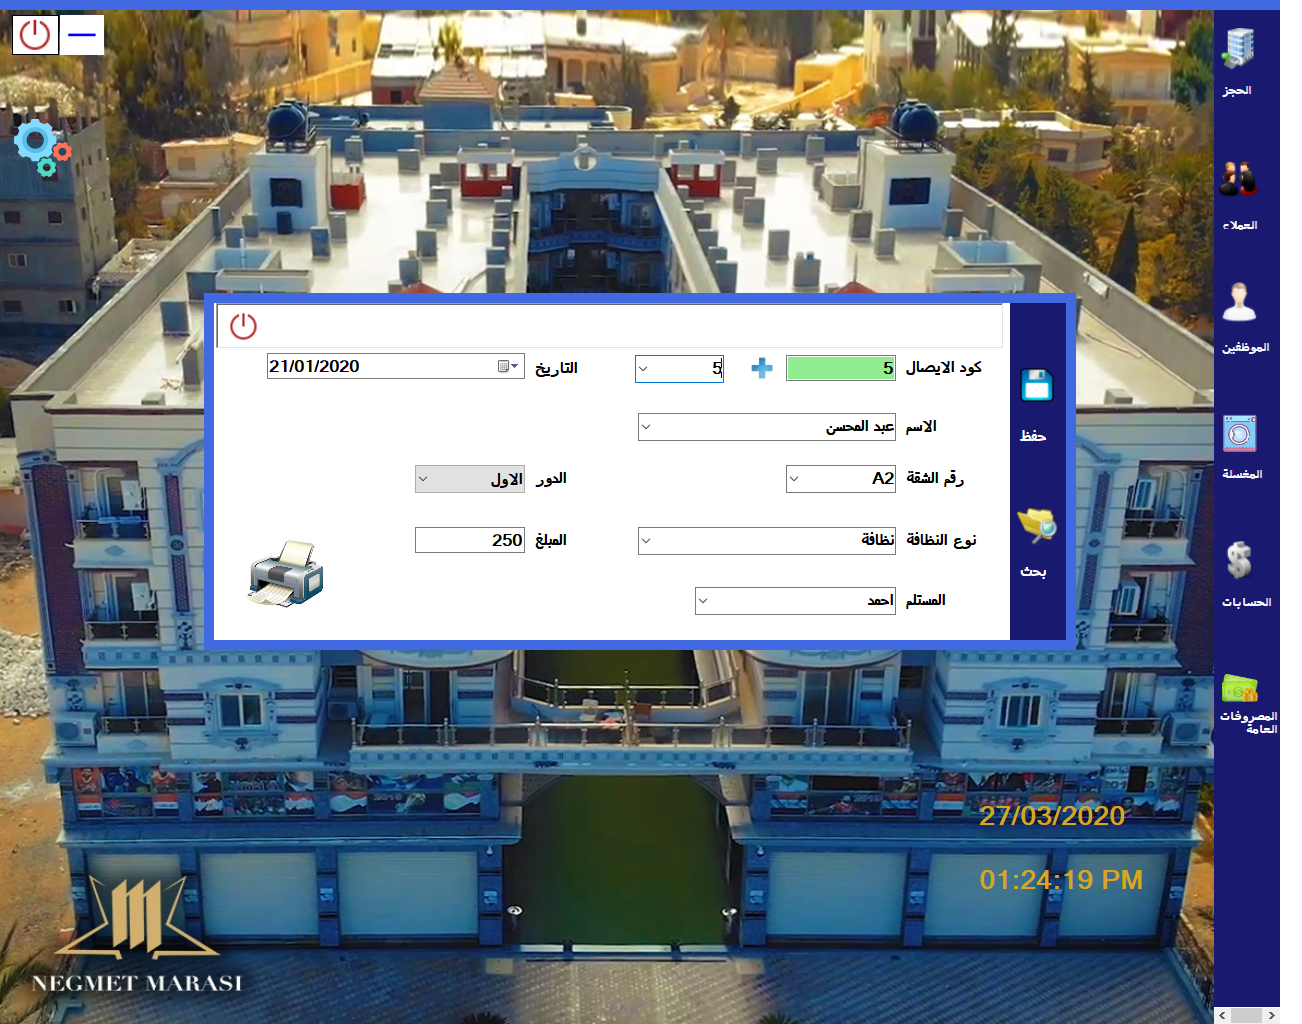 الحجز
العملاء
الموظفين
المغسلة
الحسابات
المصروفات
العامة
كود الايصال 5 5 التاريخ 21/01/2020
الاسم عبد المحسن
رقم الشقة A2 الدور الاول
نوع النظافة نظافة المبلغ 250
المستلم احمد
حفظ
بحث
27/03/2020
01:24:19 PM
NEGMET MARASI